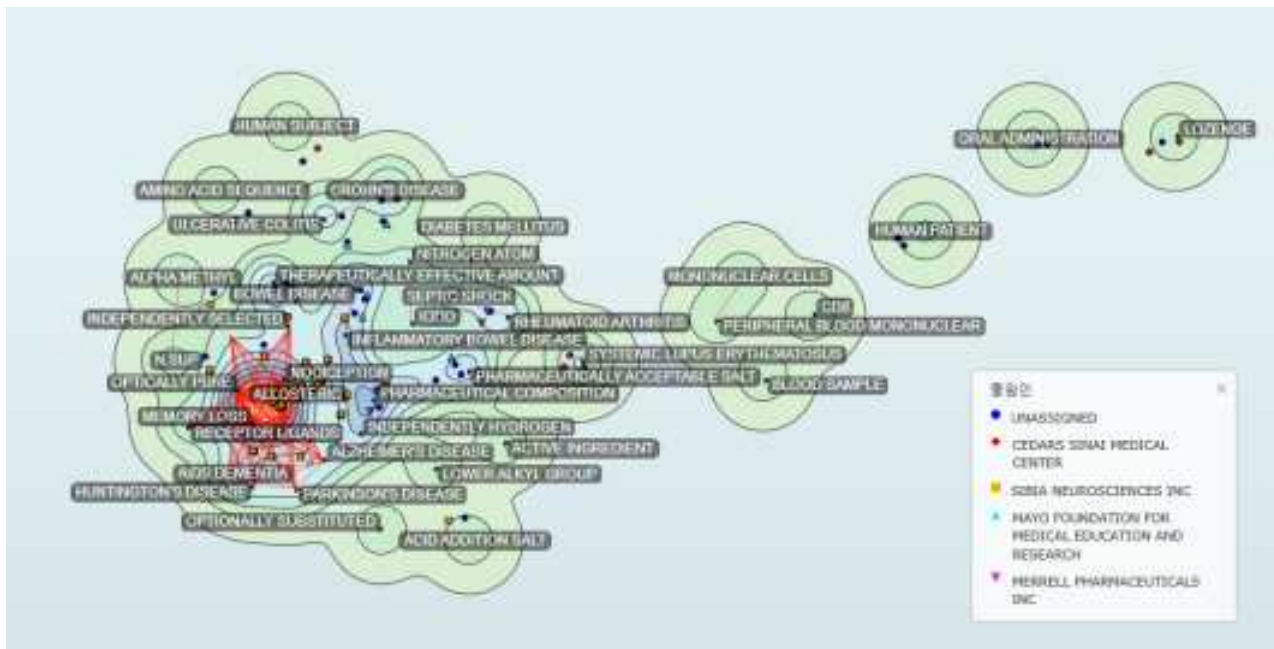 HUMAN SUBJECT
ORAL ADMINISTRATION
LOZENGE
AMINO ACID SEQUENCE
CROHN'S DISEASE
ULCERATIVE COLITIS
DIABETES MELLITUS
HUMAN PATIENT
NITROGEN ATOM
ALPHA METHYL
THERAPEUTICALLY EFFECTIVE AMOUNT
MONONUCLEAR CELLS
BOWEL DISEASE
SEPTIC SHOCK
CD8
INDEPENDENTLY SELECTED
RHEUMATOID ARTHRITIS
PERIPHERAL BLOOD MONONUCLEAR
INFLAMMATORY BOWEL DISEASE
N.SUP
SYSTEMIC LUPUS ERYTHEMATOSUS
NOCICEPTION
OPTICALLY PURE
PHARMACEUTICALLY ACCEPTABLE SALT
BLOOD SAMPLE
ALLOSTERIC
PHARMACEUTICAL COMPOSITION
MEMORY LOSS
RECEPTOR LIGANDS
INDEPENDENTLY HYDROGEN
ALZHEIMER'S DISEASE
ACTIVE INGREDIENT
AIDS DEMENTIA
LOWER ALKYL GROUP
HUNTINGTON'S DISEASE
PARKINSON'S DISEASE
OPTIONALLY SUBSTITUTED
ACID ADDITION SALT
출원인
UNASSIGNED
CEDARS SINAI MEDICAL
CENTER
SIBIA NEUROSCIENCES INC
MAYO FOUNDATION FOR
MEDICAL EDUCATION AND
RESEARCH
MERRELL PHARMACEUTICALS
INC